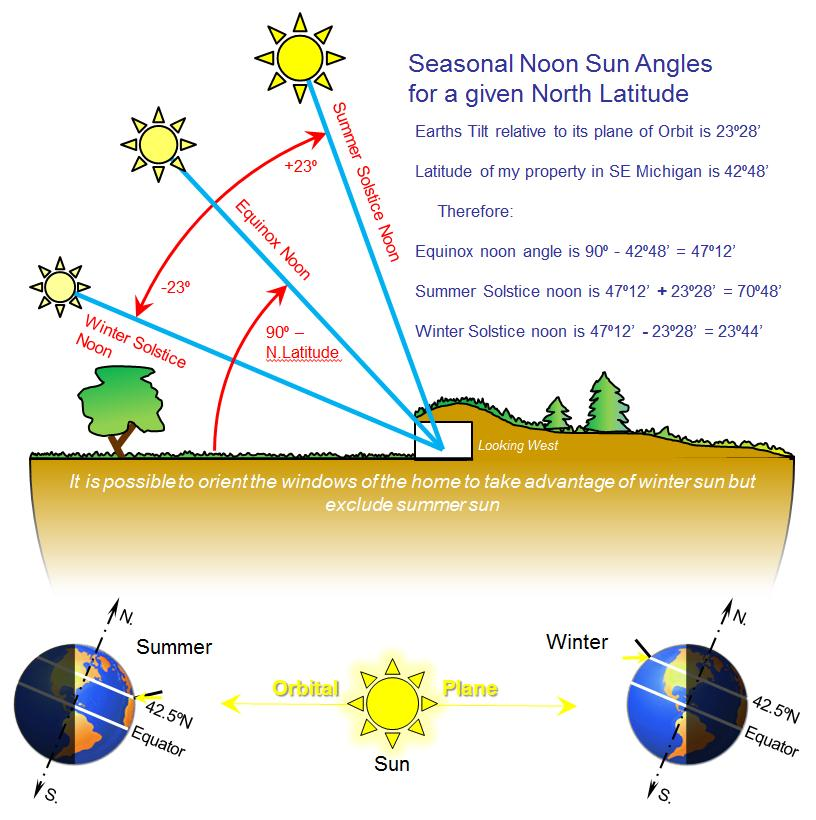 Seasonal Noon Sun Angles
for a given North Latitude
Earths Tilt relative to its plane of Orbit is 23º28’
Latitude of my property in SE Michigan is 42º48’
Therefore:
Equinox noon angle is 90º - 42º48’ = 47º12’
Summer Solstice noon is 47º12’ + 23º28’ = 70º48’
Winter Solstice noon is 47º12’ - 23º28’ = 23º44’
Summer Solstice Noon
+23º
Equinox Noon
-23º
Winter Solstice
Noon
90º –
N.Latitude
Looking West
It is possible to orient the windows of the home to take advantage of winter sun but
exclude summer sun
N.
Summer
42.5ºN
Equator
S.
Orbital Plane
Sun
Winter
N.
42.5ºN
Equator
S.